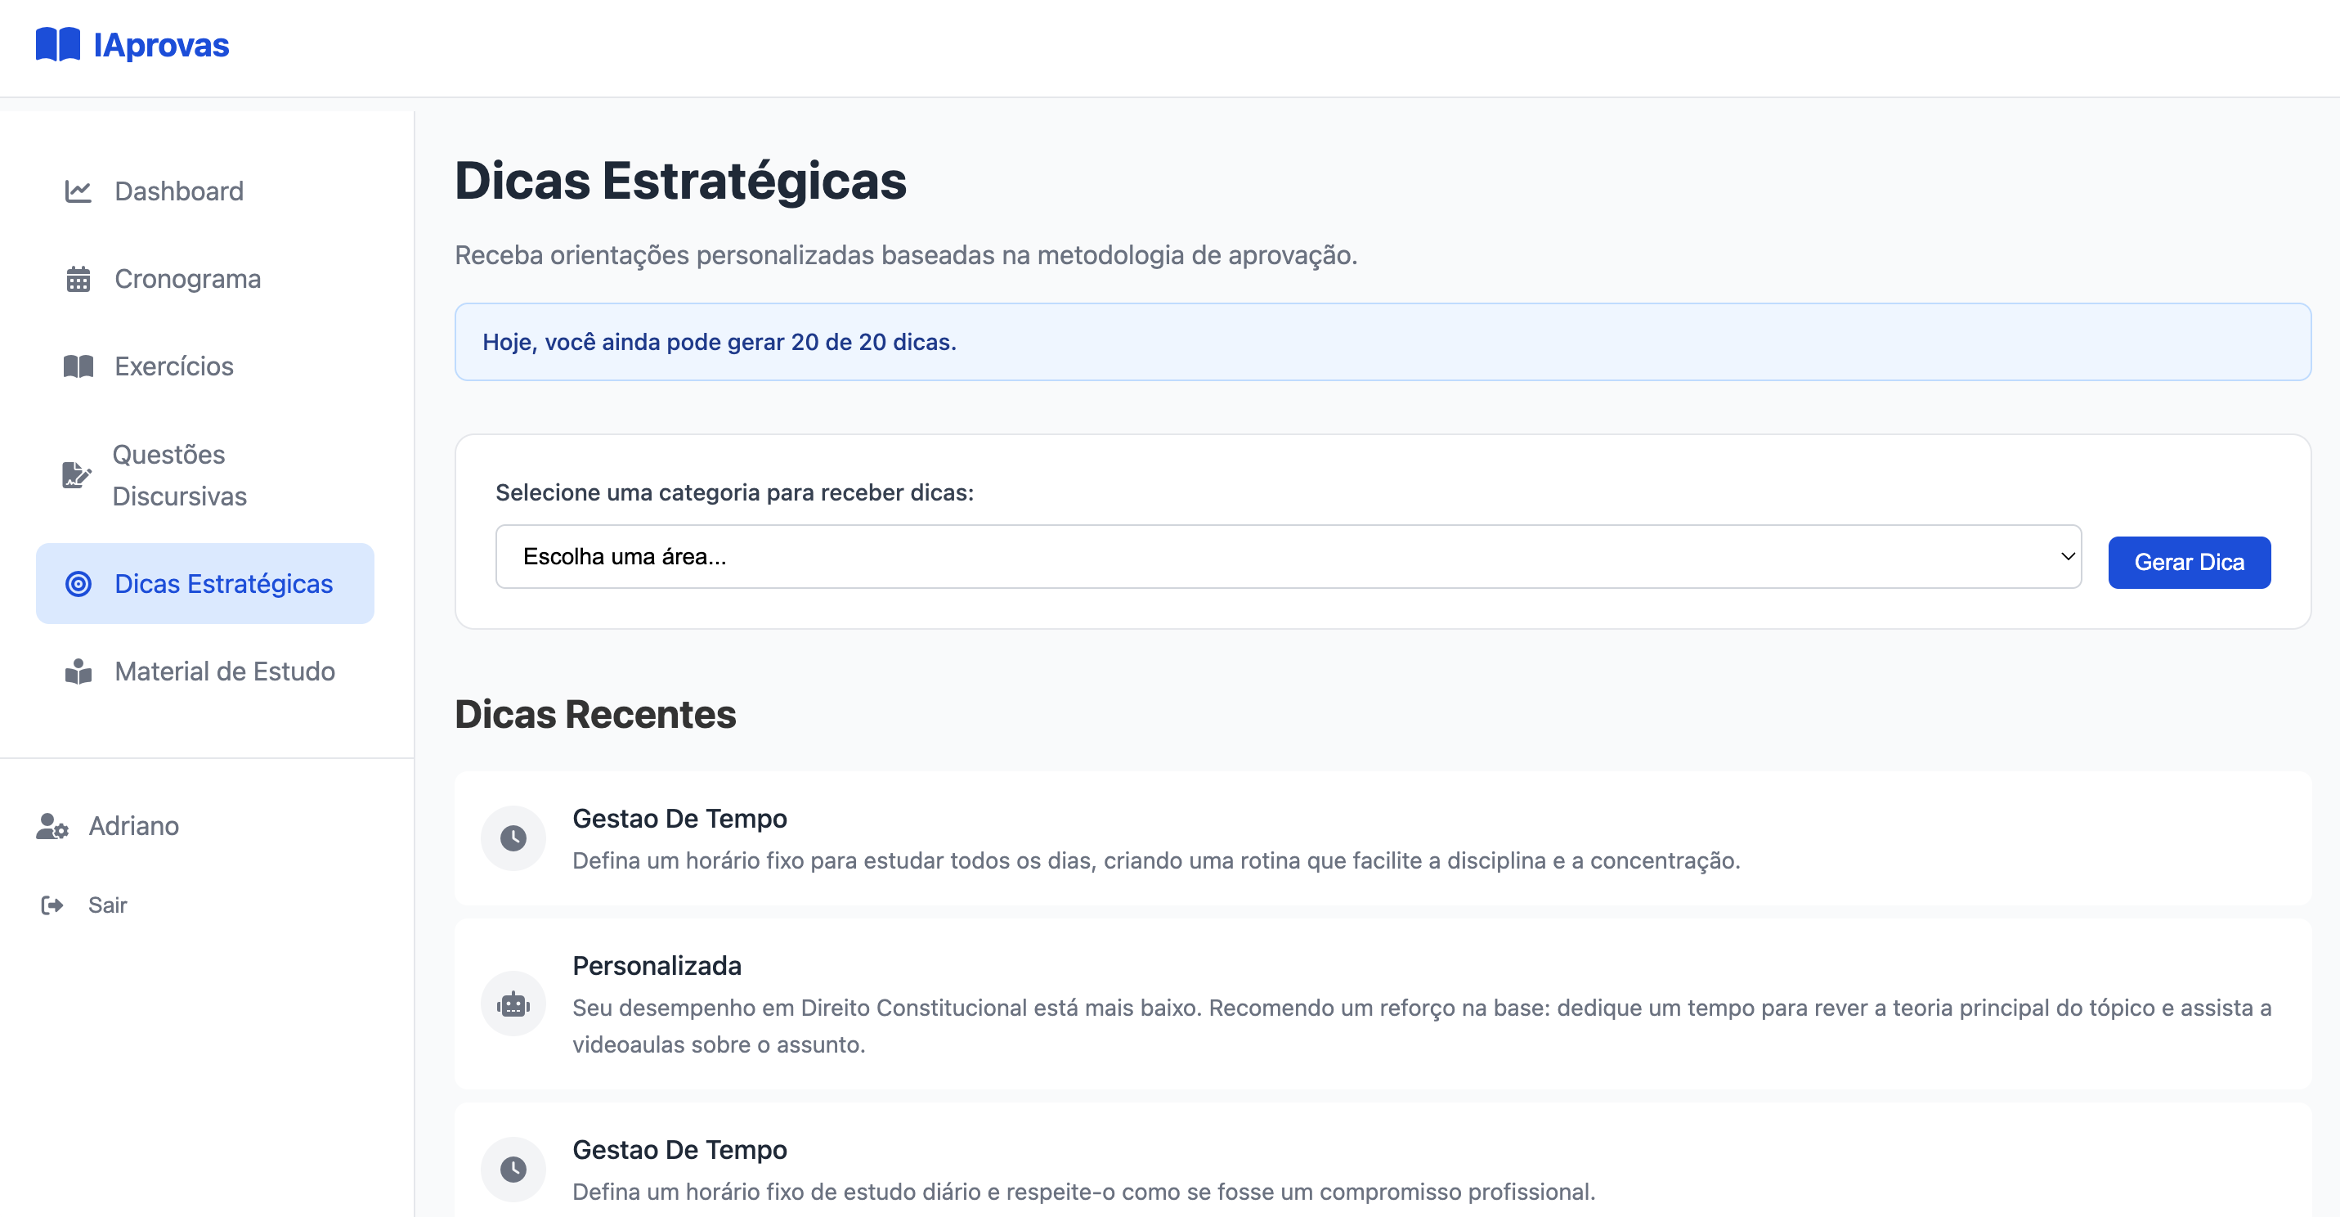 IAprovas
Dashboard
Cronograma
Exercícios
Questões
Discursivas
Dicas Estratégicas
Material de Estudo
Adriano
Sair
Dicas Estratégicas
Receba orientações personalizadas baseadas na metodologia de aprovação.
Hoje, você ainda pode gerar 20 de 20 dicas.
Selecione uma categoria para receber dicas:
Escolha uma área...
Gerar Dica
Dicas Recentes
Gestao De Tempo
Defina um horário fixo para estudar todos os dias, criando uma rotina que facilite a disciplina e a concentração.
Personalizada
Seu desempenho em Direito Constitucional está mais baixo. Recomendo um reforço na base: dedique um tempo para rever a teoria principal do tópico e assista a
videoaulas sobre o assunto.
Gestao De Tempo
Defina um horário fixo de estudo diário e respeite-o como se fosse um compromisso profissional.